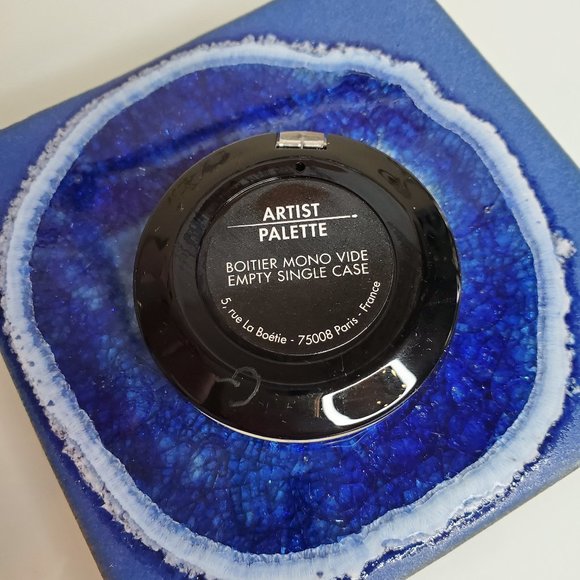 ARTIST
PALETTE
BOITIER MONO VIDE
EMPTY SINGLE CASE
5, rue La Boétie - 75008 Paris - France